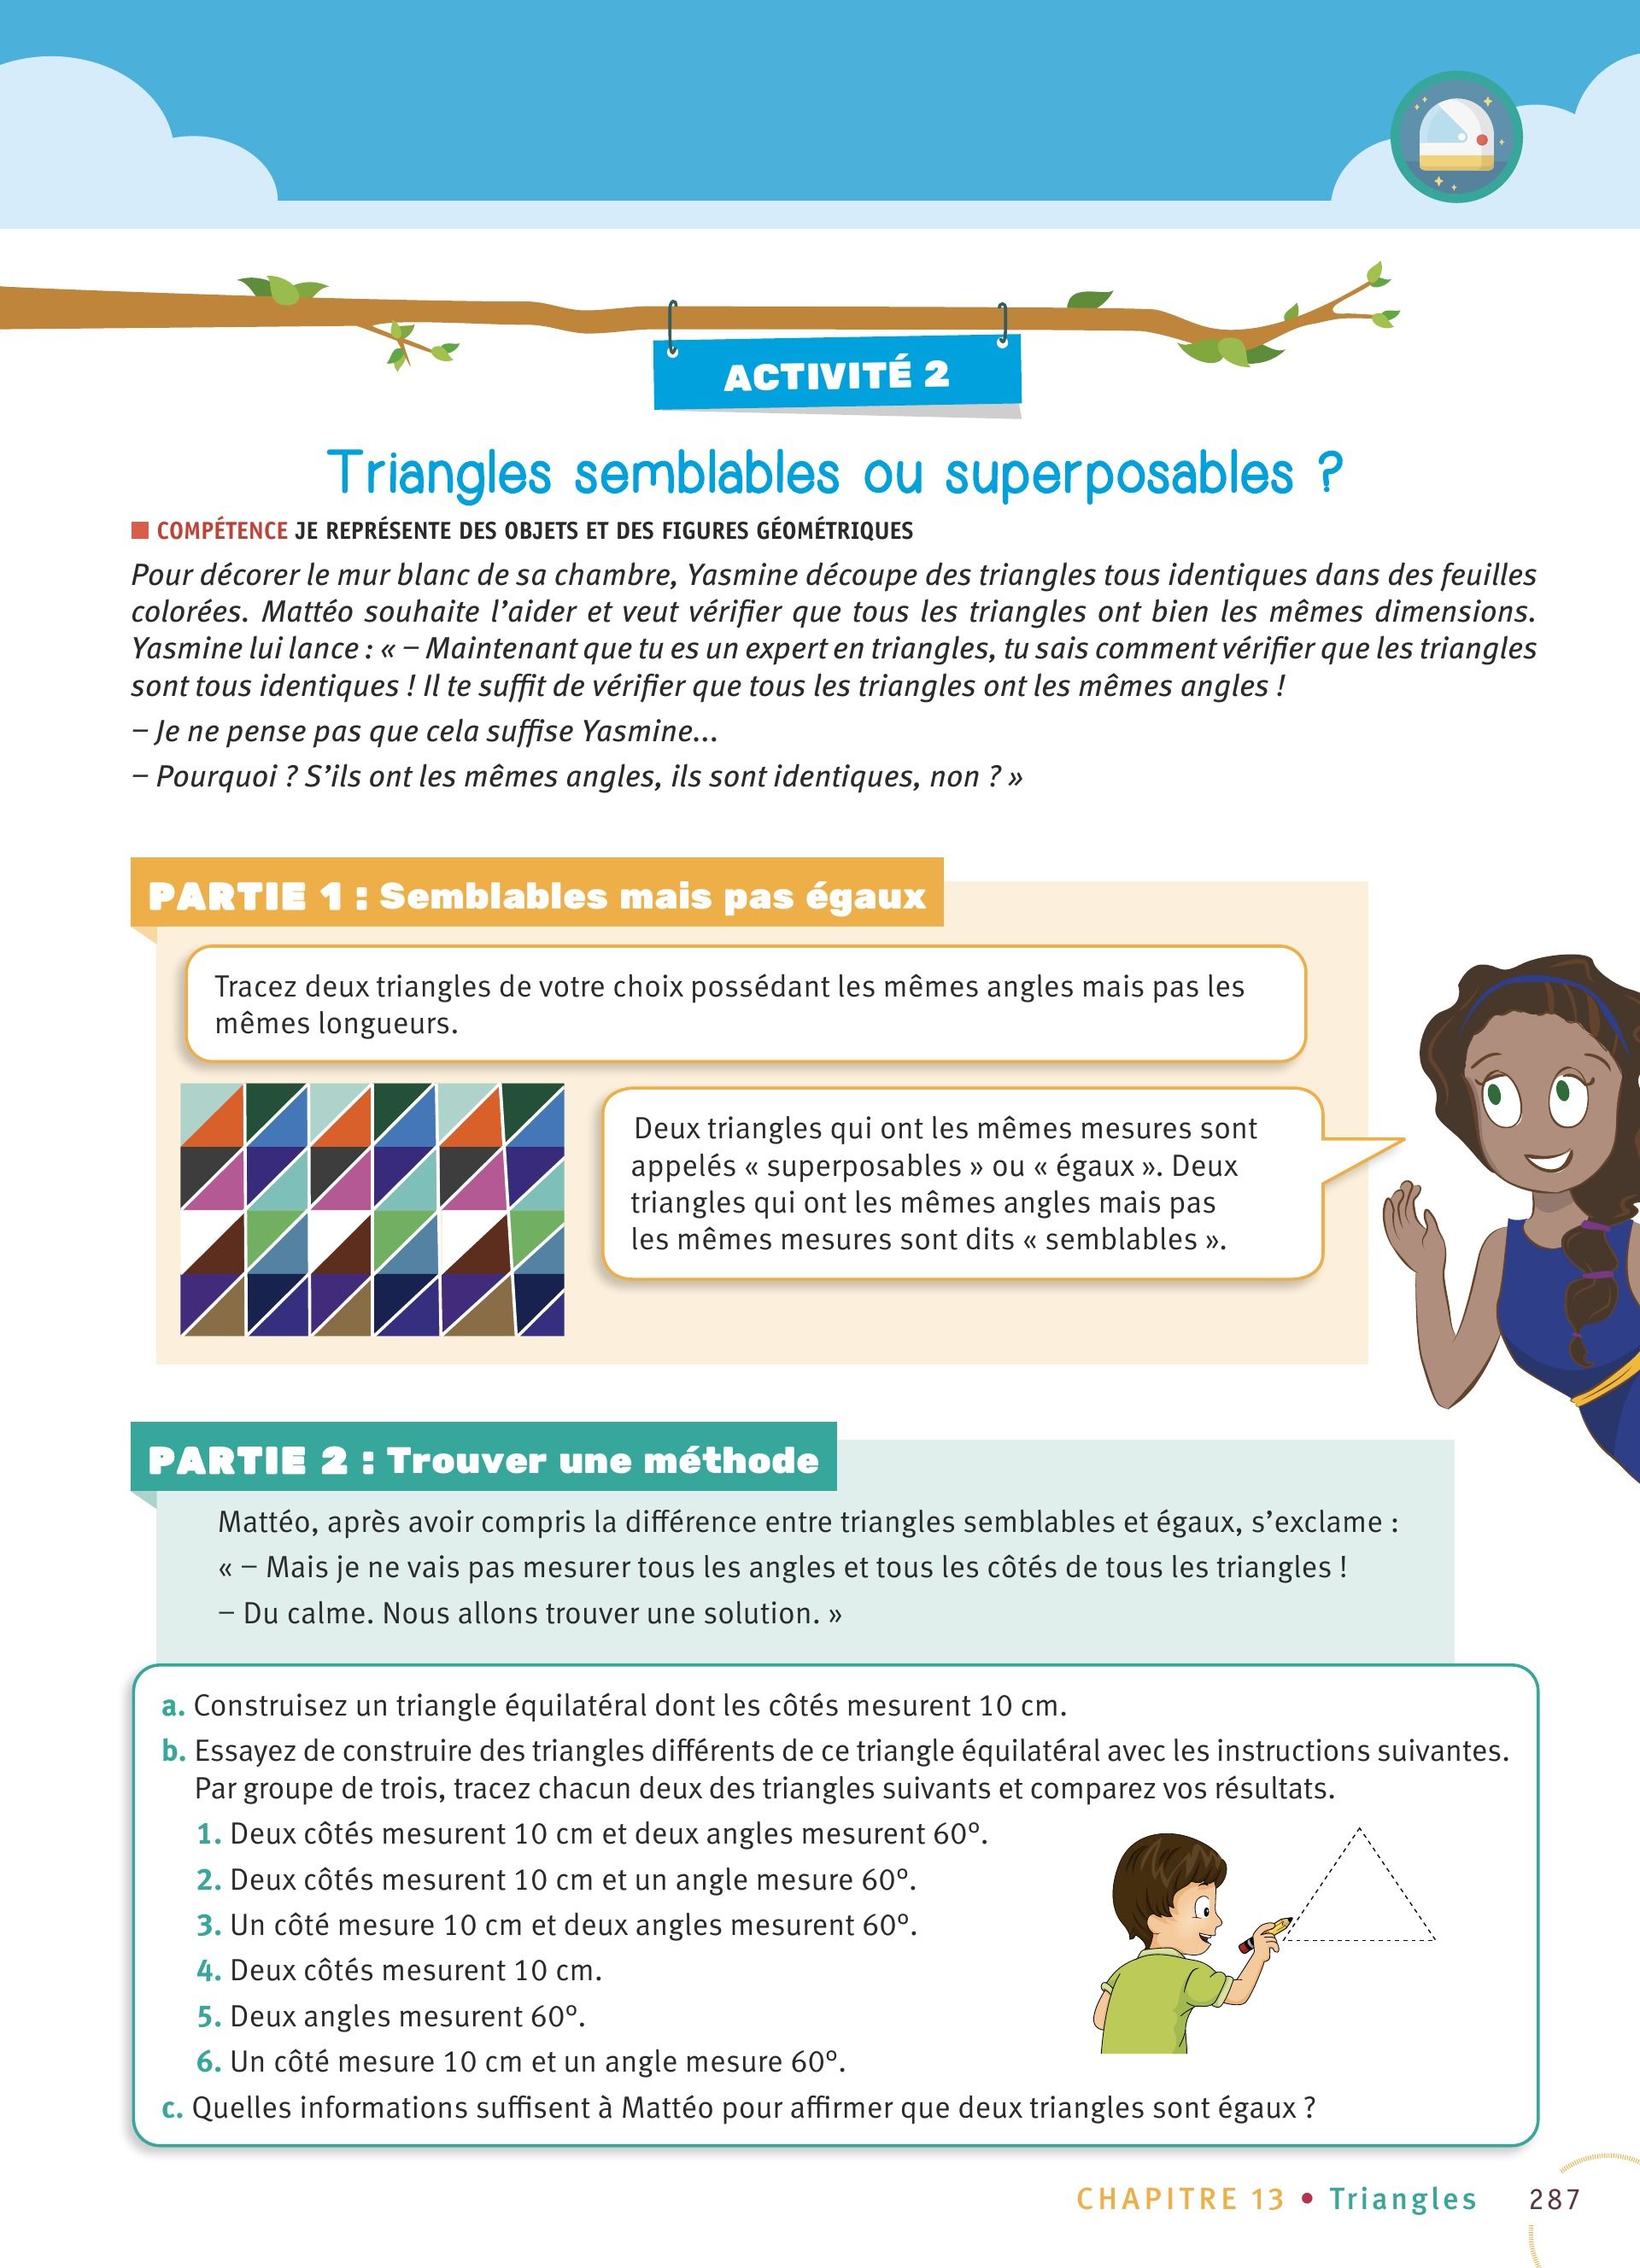 ACTIVITÉ 2
Triangles semblables ou superposables ?
COMPÉTENCE JE REPRÉSENTE DES OBJETS ET DES FIGURES GÉOMÉTRIQUES
Pour décorer le mur blanc de sa chambre, Yasmine découpe des triangles tous identiques dans des feuilles
colorées. Mattéo souhaite l’aider et veut vérifier que tous les triangles ont bien les mêmes dimensions.
Yasmine lui lance : « – Maintenant que tu es un expert en triangles, tu sais comment vérifier que les triangles
sont tous identiques ! Il te suffit de vérifier que tous les triangles ont les mêmes angles !
– Je ne pense pas que cela suffise Yasmine...
– Pourquoi ? S’ils ont les mêmes angles, ils sont identiques, non ? »
PARTIE 1 : Semblables mais pas égaux
Tracez deux triangles de votre choix possédant les mêmes angles mais pas les
mêmes longueurs.
Deux triangles qui ont les mêmes mesures sont
appelés « superposables » ou « égaux ». Deux
triangles qui ont les mêmes angles mais pas
les mêmes mesures sont dits « semblables ».
PARTIE 2 : Trouver une méthode
Mattéo, après avoir compris la différence entre triangles semblables et égaux, s’exclame :
« – Mais je ne vais pas mesurer tous les angles et tous les côtés de tous les triangles !
– Du calme. Nous allons trouver une solution. »
a. Construisez un triangle équilatéral dont les côtés mesurent 10 cm.
b. Essayez de construire des triangles différents de ce triangle équilatéral avec les instructions suivantes.
Par groupe de trois, tracez chacun deux des triangles suivants et comparez vos résultats.
1. Deux côtés mesurent 10 cm et deux angles mesurent 60º.
2. Deux côtés mesurent 10 cm et un angle mesure 60º.
3. Un côté mesure 10 cm et deux angles mesurent 60º.
4. Deux côtés mesurent 10 cm.
5. Deux angles mesurent 60º.
6. Un côté mesure 10 cm et un angle mesure 60º.
c. Quelles informations suffisent à Mattéo pour affirmer que deux triangles sont égaux ?
CHAPITRE 13 • Triangles 287